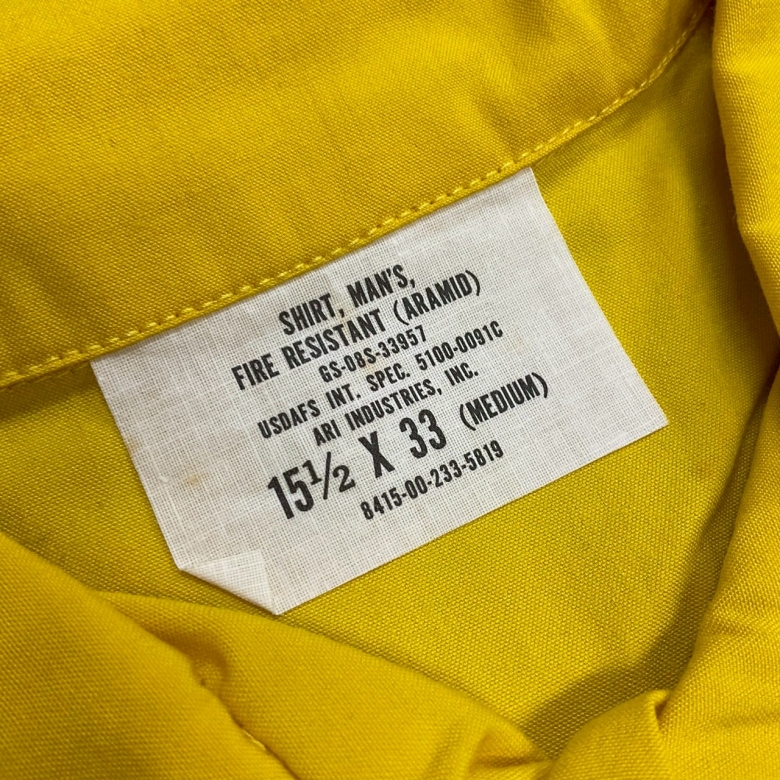 SHIRT, MAN'S,
FIRE RESISTANT (ARAMID)
GS-08S-33957
USDAFS INT. SPEC. 5100-0091C
ARI INDUSTRIES, INC.
15½ X 33 (MEDIUM)
8415-00-233-5819